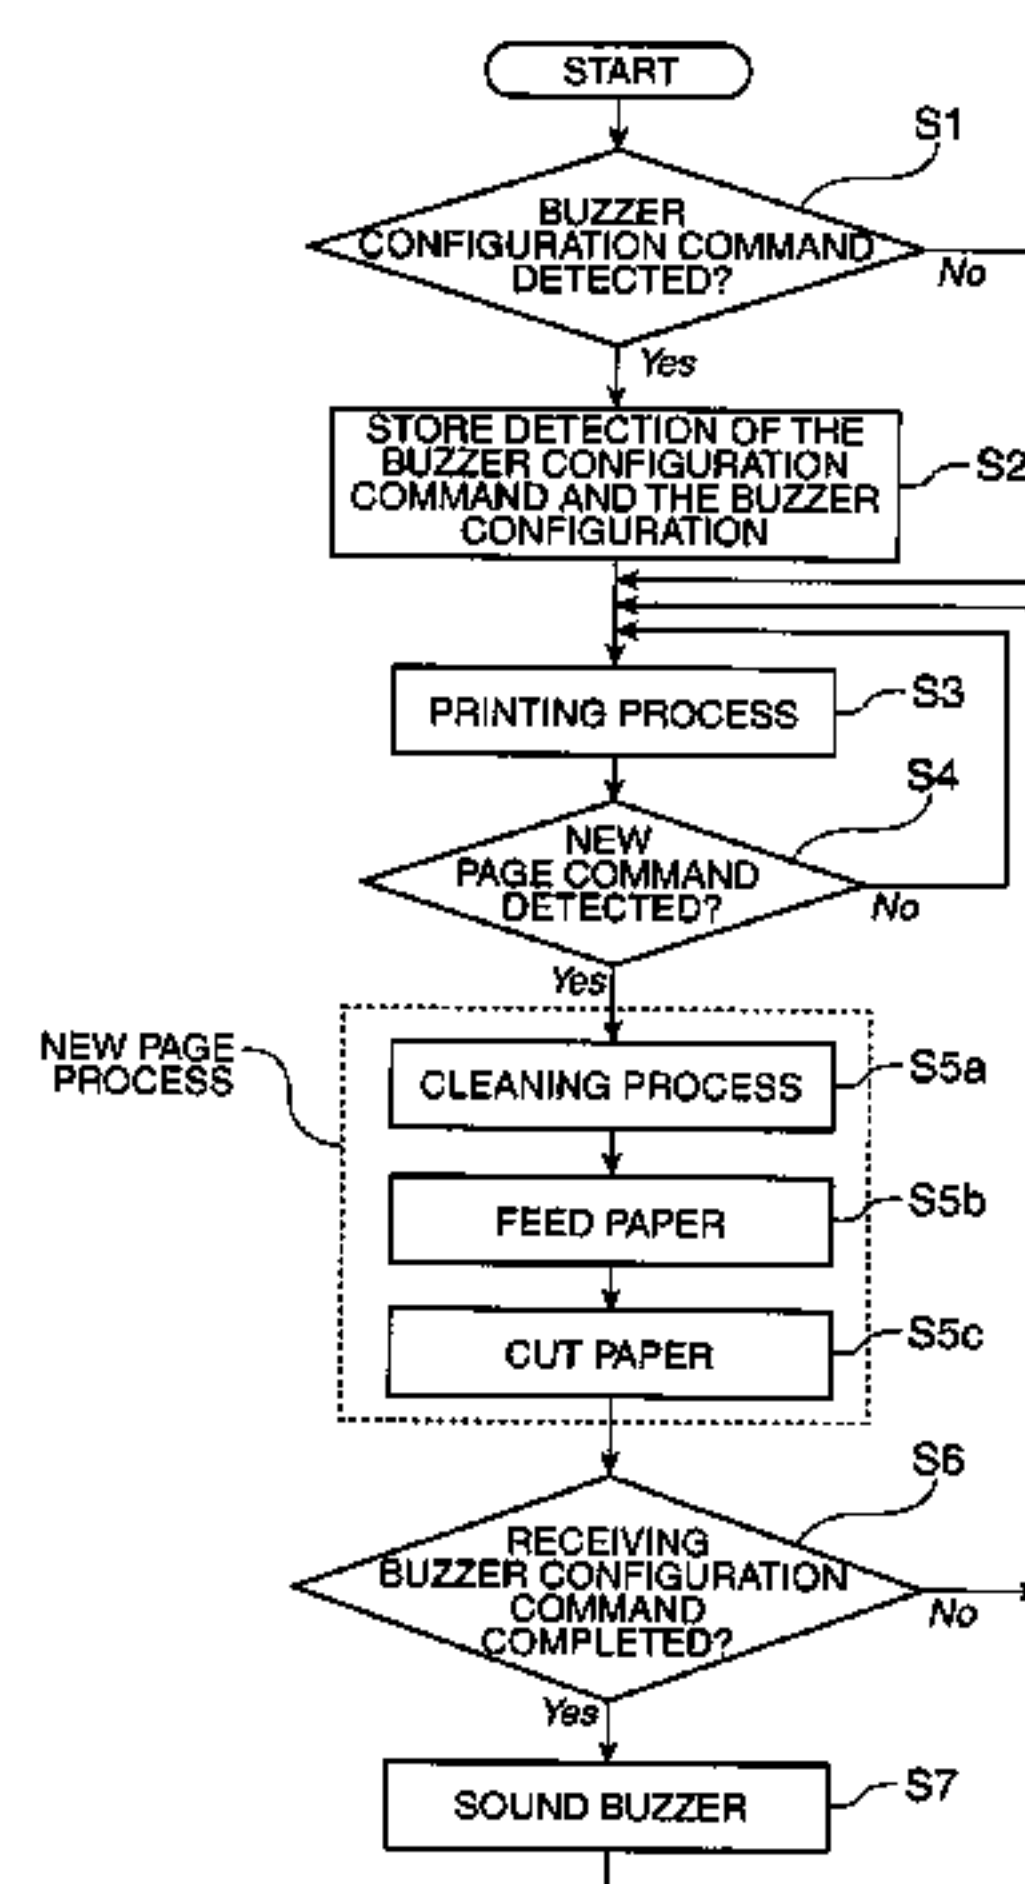 START
S1
BUZZER
CONFIGURATION COMMAND
DETECTED?
No
Yes
STORE DETECTION OF THE
BUZZER CONFIGURATION
COMMAND AND THE BUZZER
CONFIGURATION
S2
PRINTING PROCESS
S3
S4
NEW
PAGE COMMAND
DETECTED?
No
Yes
NEW PAGE
PROCESS
CLEANING PROCESS
S5a
FEED PAPER
S5b
CUT PAPER
S5c
S6
RECEIVING
BUZZER CONFIGURATION
COMMAND
COMPLETED?
No
Yes
SOUND BUZZER
S7